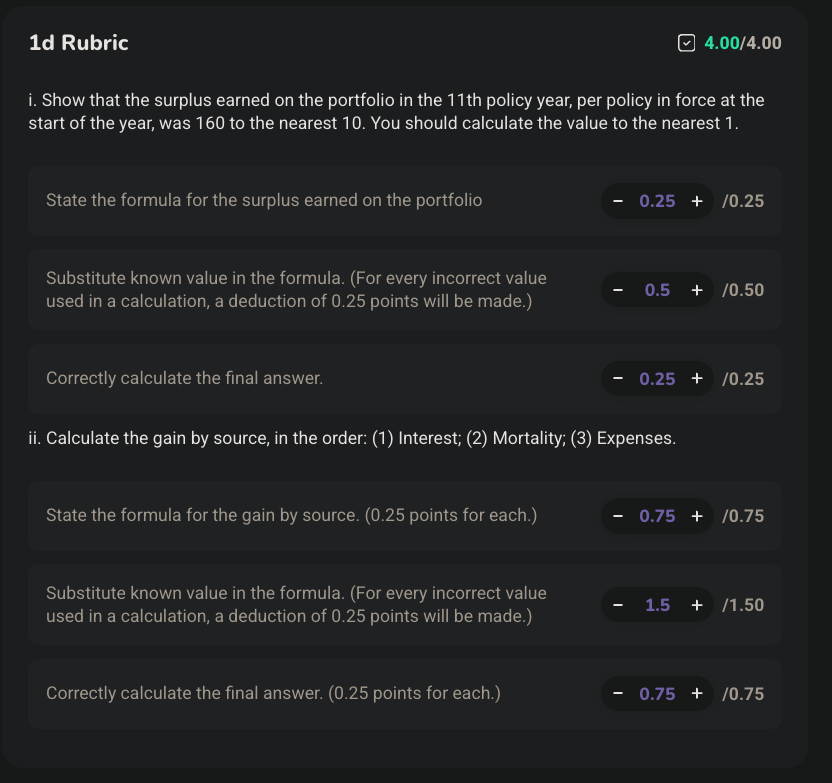 1d Rubric 4.00/4.00
i. Show that the surplus earned on the portfolio in the 11th policy year, per policy in force at the
start of the year, was 160 to the nearest 10. You should calculate the value to the nearest 1.
State the formula for the surplus earned on the portfolio − 0.25 + /0.25
Substitute known value in the formula. (For every incorrect value
used in a calculation, a deduction of 0.25 points will be made.) − 0.5 + /0.50
Correctly calculate the final answer. − 0.25 + /0.25
ii. Calculate the gain by source, in the order: (1) Interest; (2) Mortality; (3) Expenses.
State the formula for the gain by source. (0.25 points for each.) − 0.75 + /0.75
Substitute known value in the formula. (For every incorrect value
used in a calculation, a deduction of 0.25 points will be made.) − 1.5 + /1.50
Correctly calculate the final answer. (0.25 points for each.) − 0.75 + /0.75